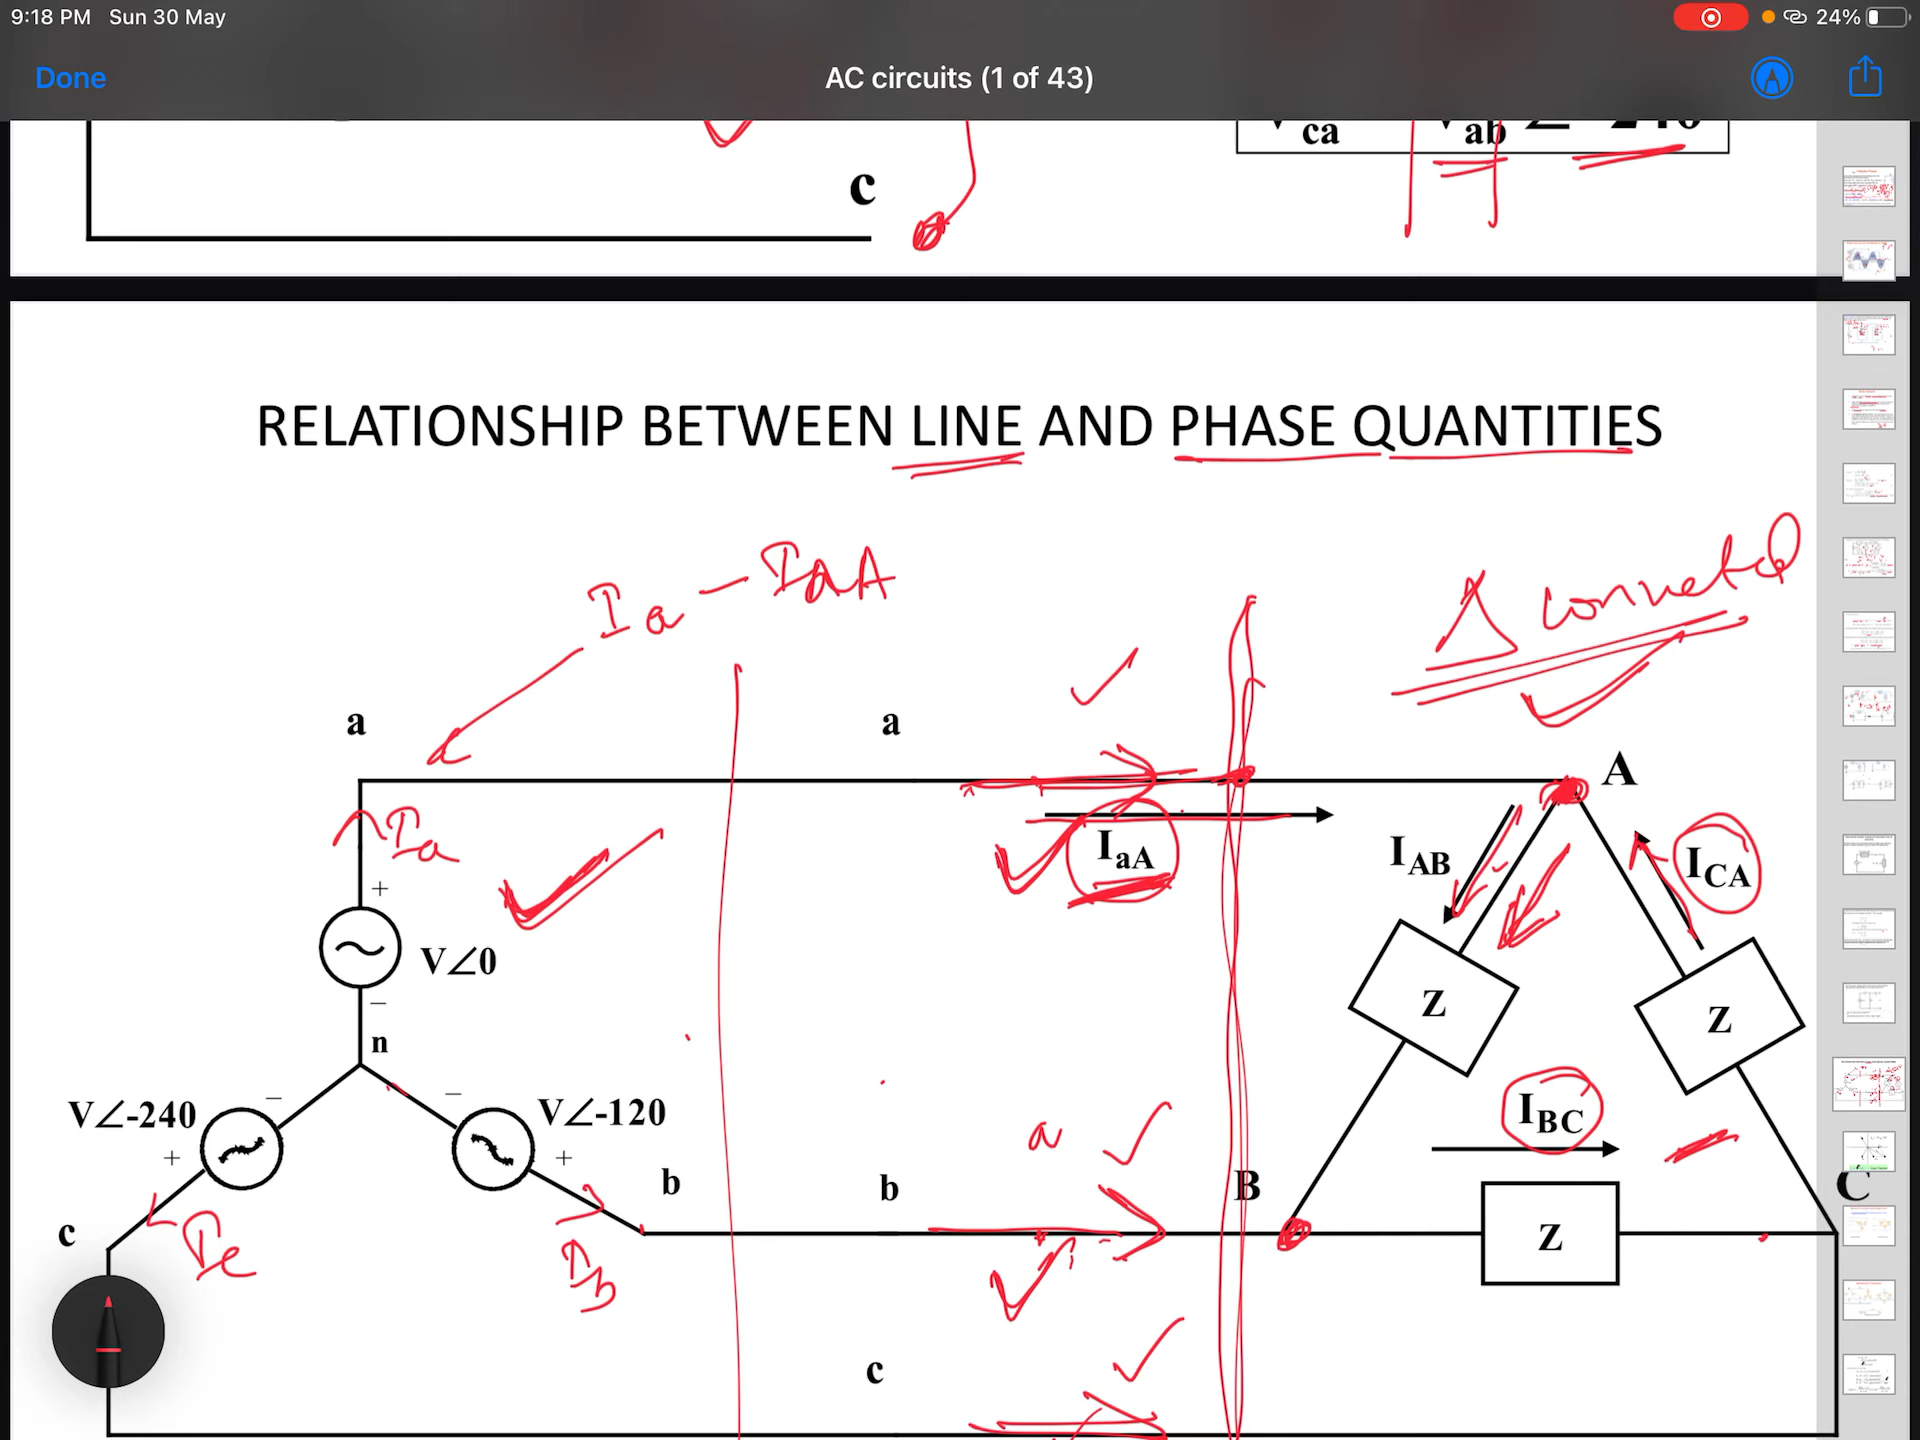 9:18 PM Sun 30 May
24%
Done
AC circuits (1 of 43)
ca ab
c
RELATIONSHIP BETWEEN LINE AND PHASE QUANTITIES
Ia – IaA
Δ connected
a
a
A
Ia
IaA
IAB
ICA
+
V∠0
–
Z
Z
n
V∠-240
–
–
V∠-120
IBC
a
+
+
b
b
B
C
c
Ic
Ib
Z
c